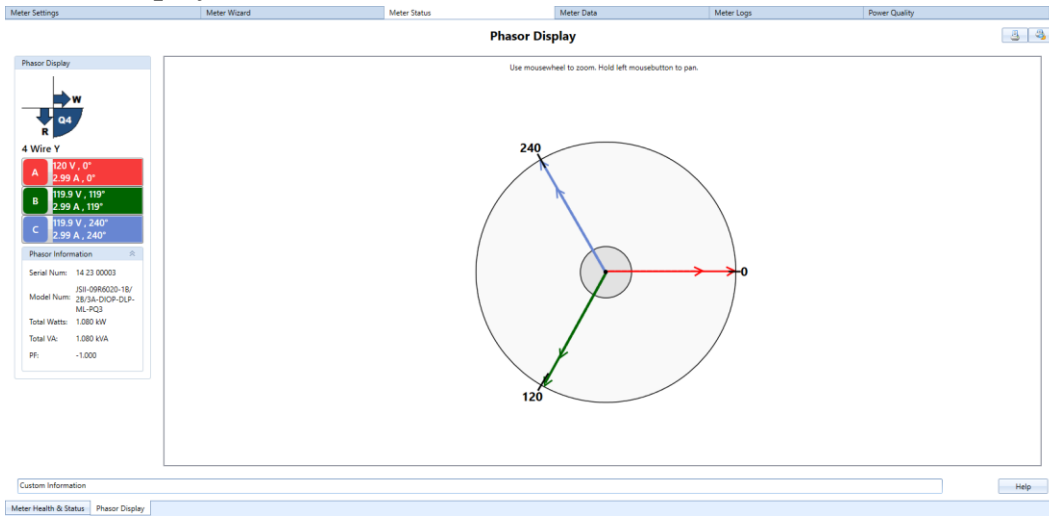 Meter Settings Meter Wizard Meter Status Meter Data Meter Logs Power Quality
Phasor Display
Phasor Display
W
Q4
R
4 Wire Y
A 120 V , 0°
2.99 A , 0°
B 119.9 V , 119°
2.99 A , 119°
C 119.9 V , 240°
2.99 A , 240°
Phasor Information
Serial Num: 14 23 00003
Model Num: JSII-09R6020-1B/
2B/3A-DIOP-DLP-
ML-PQ3
Total Watts: 1.080 kW
Total VA: 1.080 kVA
PF: -1.000
Use mousewheel to zoom. Hold left mousebutton to pan.
240
0
120
Custom Information
Help
Meter Health & Status Phasor Display